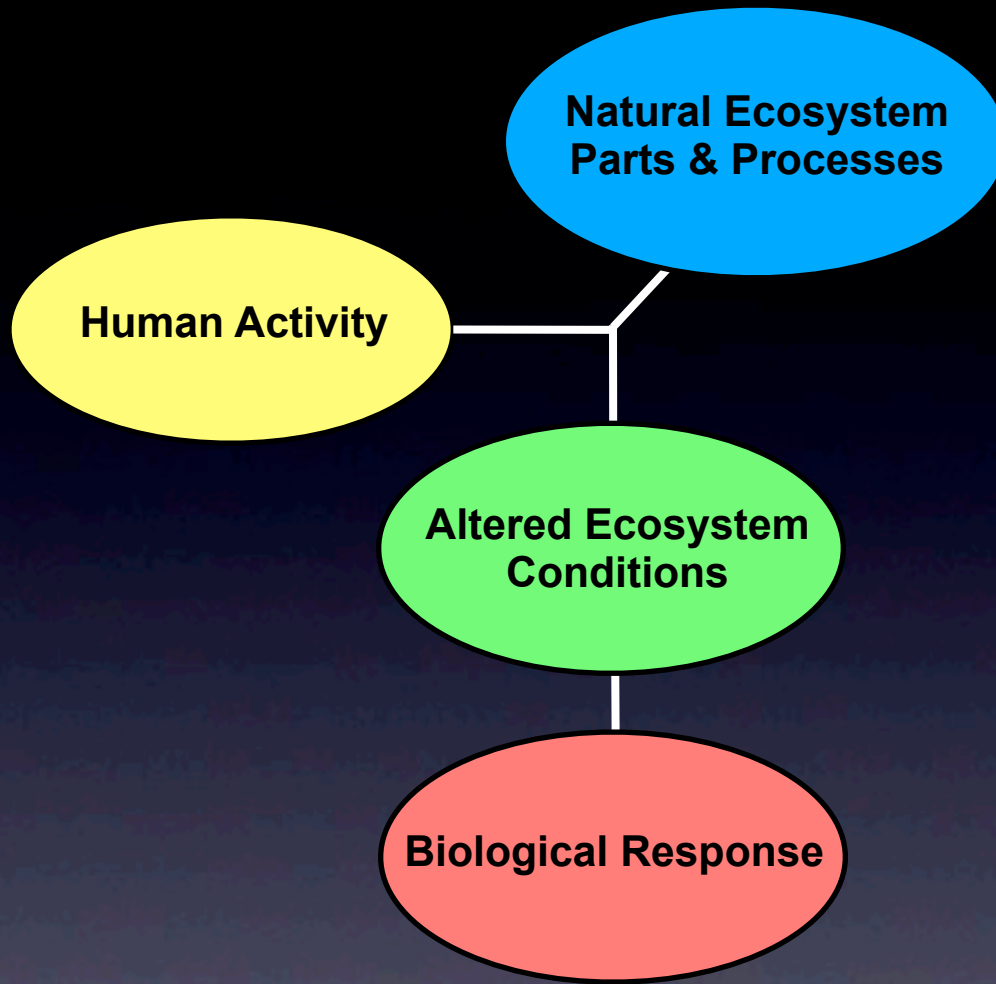 Natural Ecosystem
Parts & Processes
Human Activity
Altered Ecosystem
Conditions
Biological Response